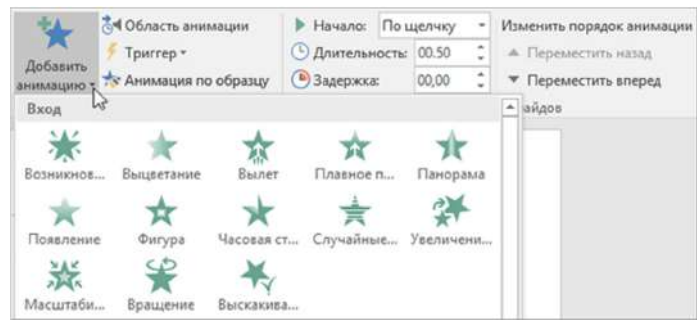 Добавить анимацию
Область анимации
Триггер
Анимация по образцу
Начало: По щелчку
Длительность: 00.50
Задержка: 00,00
Изменить порядок анимации
Переместить назад
Переместить вперед
айдов
Вход
Возникнов... Выцветание Вылет Плавное п... Панорама
Появление Фигура Часовая ст... Случайные... Увеличени...
Масштаби... Вращение Выскакива...